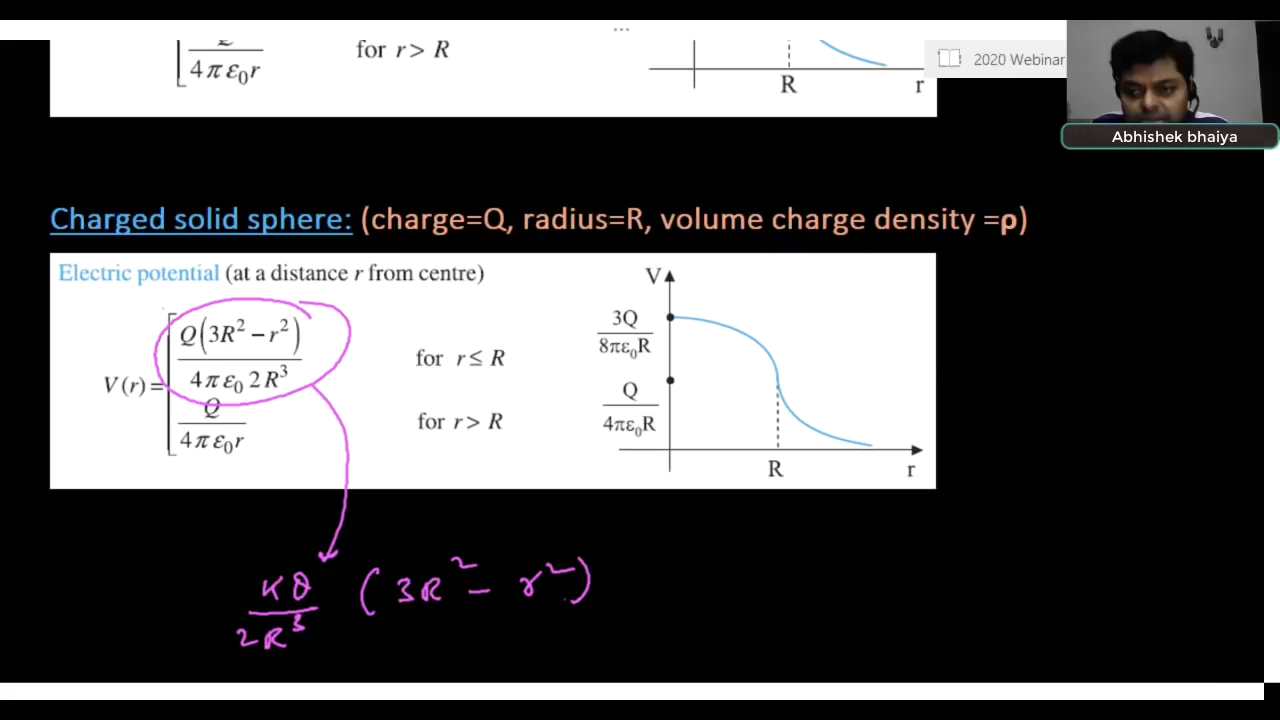 …
4πε₀r
for r > R
R
r
2020 Webinar
Abhishek bhaiya
Charged solid sphere: (charge=Q, radius=R, volume charge density =ρ)
Electric potential (at a distance r from centre)
V(r)=
Q(3R² − r²)
4πε₀ 2R³
for r ≤ R
Q
4πε₀r
for r > R
V
3Q
8πε₀R
Q
4πε₀R
R
r
KQ (3R² − r²)
2R³